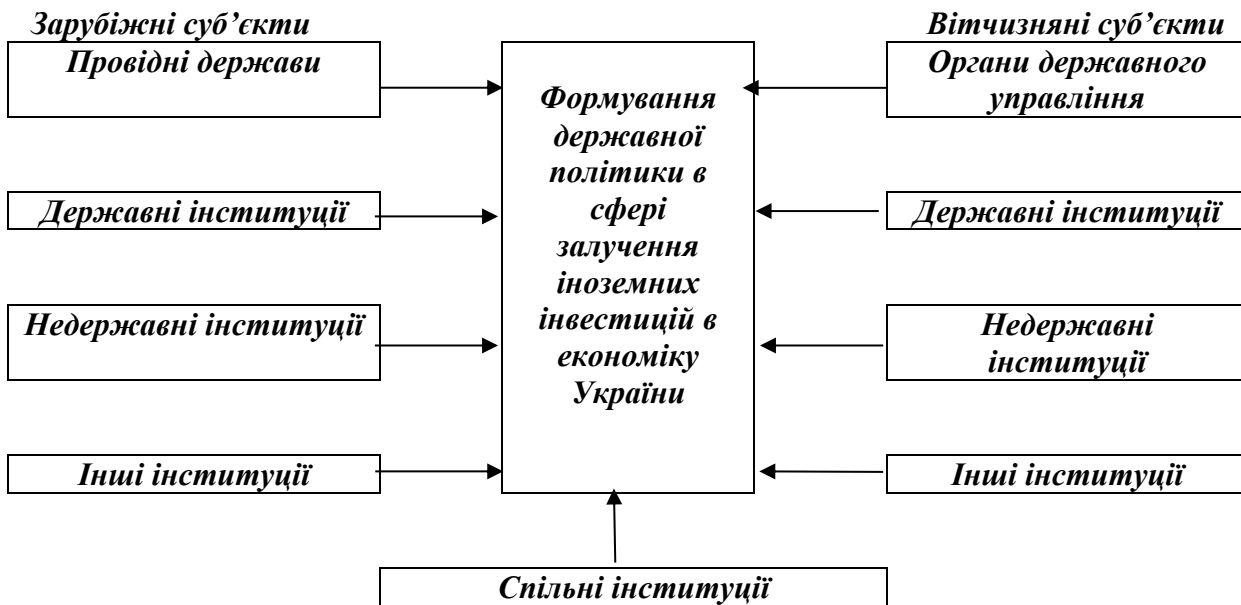 Зарубіжні суб’єкти
Провідні держави
Державні інституції
Недержавні інституції
Інші інституції
Формування
державної
політики в
сфері
залучення
іноземних
інвестицій в
економіку
України
Вітчизняні суб’єкти
Органи державного
управління
Державні інституції
Недержавні
інституції
Інші інституції
Спільні інституції